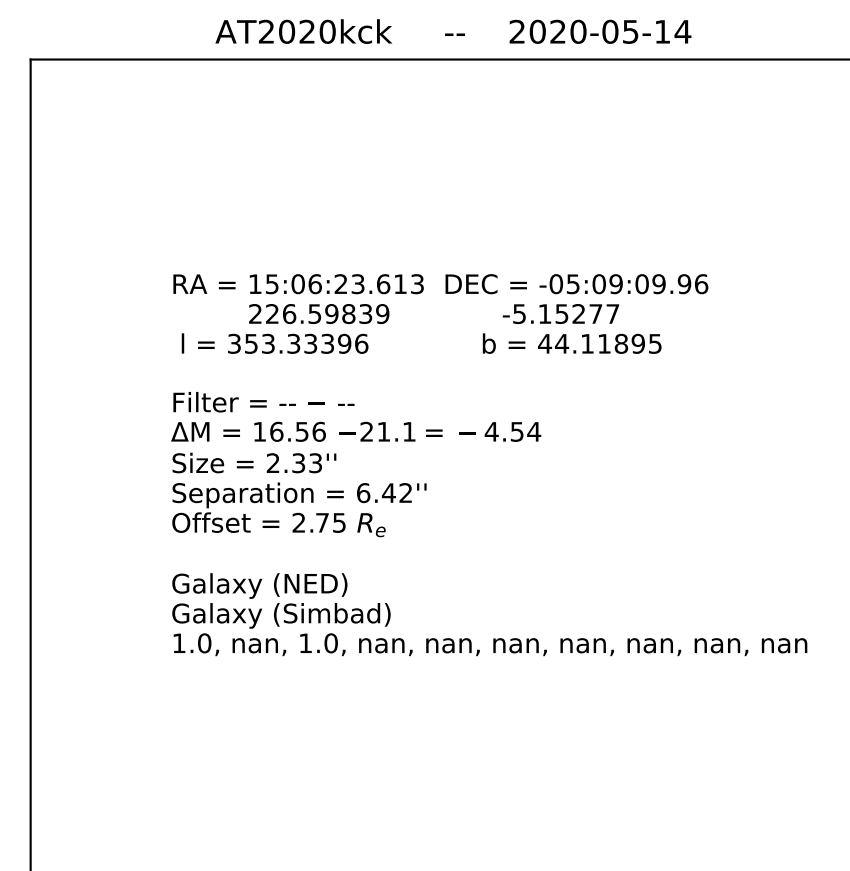 AT2020kck -- 2020-05-14
RA = 15:06:23.613 DEC = -05:09:09.96
226.59839 -5.15277
l = 353.33396 b = 44.11895
Filter = -- − --
ΔM = 16.56 −21.1 = −4.54
Size = 2.33''
Separation = 6.42''
Offset = 2.75 Rₑ
Galaxy (NED)
Galaxy (Simbad)
1.0, nan, 1.0, nan, nan, nan, nan, nan, nan, nan